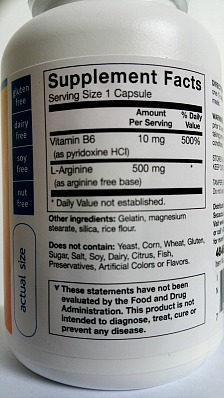 gluten
free
dairy
free
soy
free
nut
free
actual size
Supplement Facts
Serving Size 1 Capsule
Amount % Daily
Per Serving Value
Vitamin B6 10 mg 500%
(as pyridoxine HCl)
L-Arginine 500 mg *
(as arginine free base)
* Daily Value not established.
Other ingredients: Gelatin, magnesium
stearate, silica, rice flour.
Does not contain: Yeast, Corn, Wheat, Gluten,
Sugar, Salt, Soy, Dairy, Citrus, Fish,
Preservatives, Artificial Colors or Flavors.
These statements have not been
evaluated by the Food and Drug
Administration. This product is not
intended to diagnose, treat, cure or
prevent any disease.